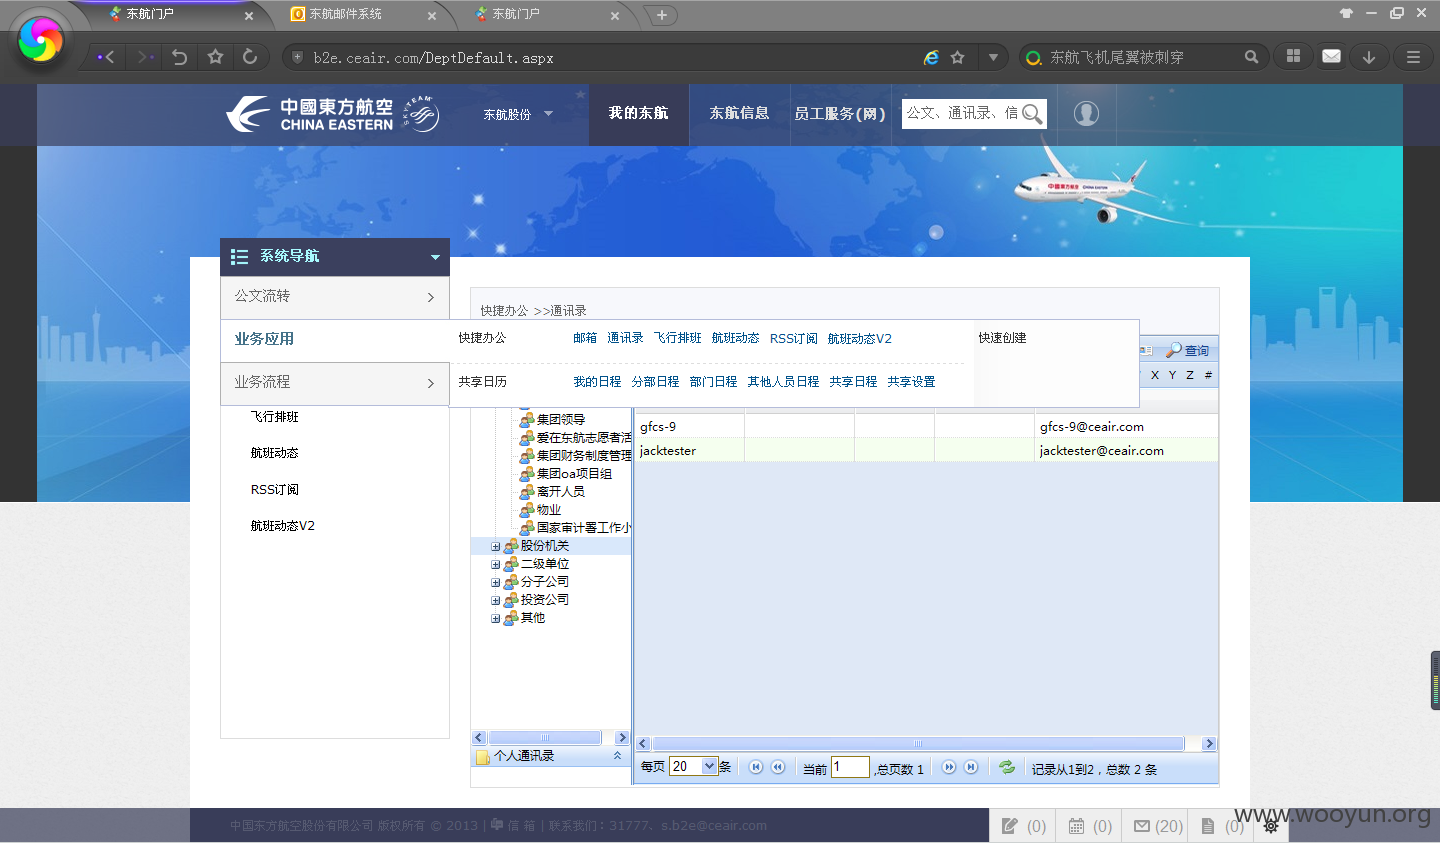 东航门户
东航邮件系统
东航门户
b2e.ceair.com/DeptDefault.aspx
东航飞机尾翼被刺穿
中國東方航空
CHINA EASTERN
SKYTEAM
东航股份
我的东航
东航信息
员工服务(网)
公文、通讯录、信
中國東方航空 CHINA EASTERN
系统导航
公文流转
业务应用
业务流程
飞行排班
航班动态
RSS订阅
航班动态V2
快捷办公 >>通讯录
快捷办公
邮箱 通讯录 飞行排班 航班动态 RSS订阅 航班动态V2
快速创建
共享日历
我的日程 分部日程 部门日程 其他人员日程 共享日程 共享设置
查询
X Y Z #
集团领导
爱在东航志愿者活
集团财务制度管理
集团oa项目组
离开人员
物业
国家审计署工作小
股份机关
二级单位
分子公司
投资公司
其他
个人通讯录
gfcs-9 gfcs-9@ceair.com
jacktester jacktester@ceair.com
每页 20 条 当前 1 ,总页数 1 记录从1到2，总数 2 条
中国东方航空股份有限公司 版权所有 © 2013 | 信 箱 | 联系我们：31777、s.b2e@ceair.com
(0) (0) (20) (0)
www.wooyun.org